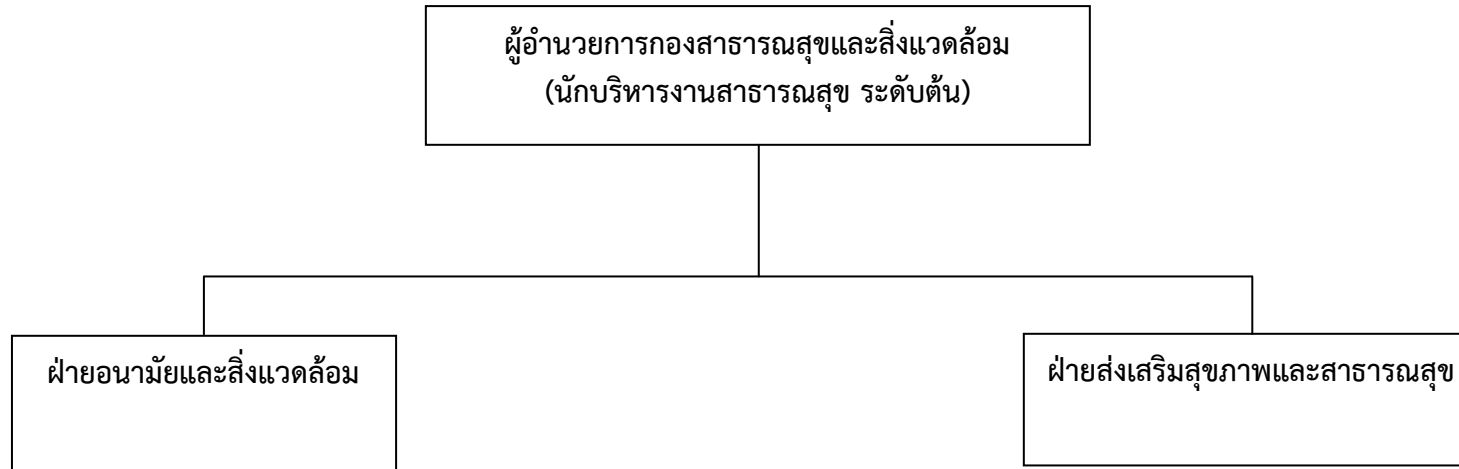 ผู้อำนวยการกองสาธารณสุขและสิ่งแวดล้อม
(นักบริหารงานสาธารณสุข ระดับต้น)
ฝ่ายอนามัยและสิ่งแวดล้อม
ฝ่ายส่งเสริมสุขภาพและสาธารณสุข